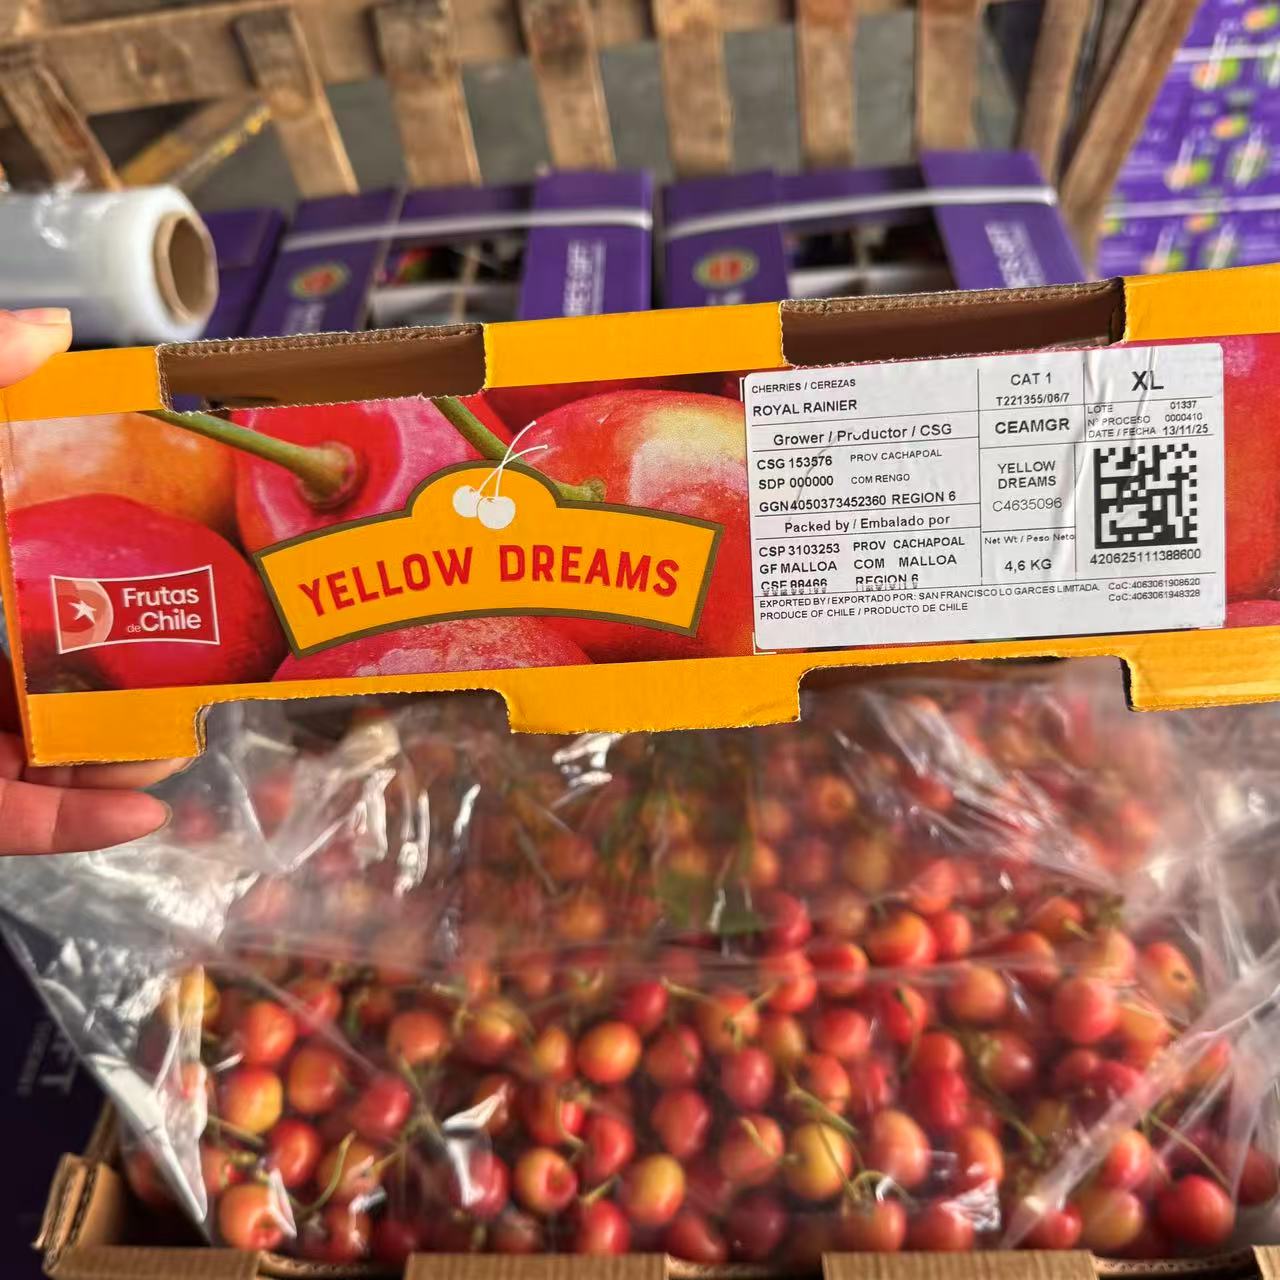 Frutas
deChile
YELLOW DREAMS
CHERRIES / CEREZAS
ROYAL RAINIER
Grower / Productor / CSG
CSG 153576 PROV CACHAPOAL
SDP 000000 COM RENGO
GGN4050373452360 REGION 6
Packed by / Embalado por
CSP 3103253 PROV CACHAPOAL
GF MALLOA COM MALLOA
REGION 6
CAT 1
T221355/06/7
CEAMGR
YELLOW
DREAMS
C4635096
Net Wt / Peso Neto
4,6 KG
XL
LOTE 01337
Nº PROCESO 0000410
DATE / FECHA 13/11/25
420625111388600
EXPORTED BY / EXPORTADO POR: SAN FRANCISCO LO GARCES LIMITADA. CoC:4063061908620
PRODUCE OF CHILE / PRODUCTO DE CHILE CoC:4063061948328